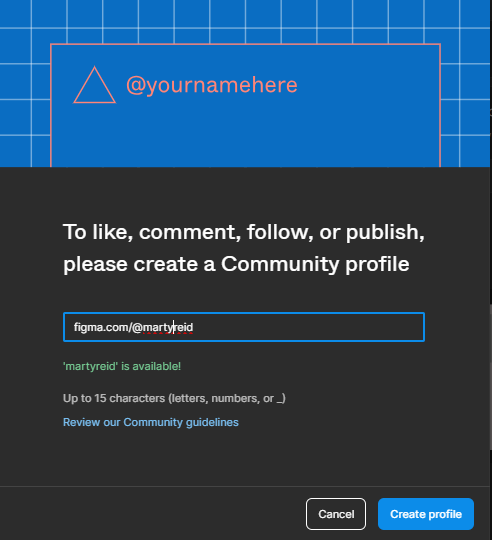 @yournamehere
To like, comment, follow, or publish,
please create a Community profile
figma.com/@martyreid
'martyreid' is available!
Up to 15 characters (letters, numbers, or _)
Review our Community guidelines
Cancel
Create profile